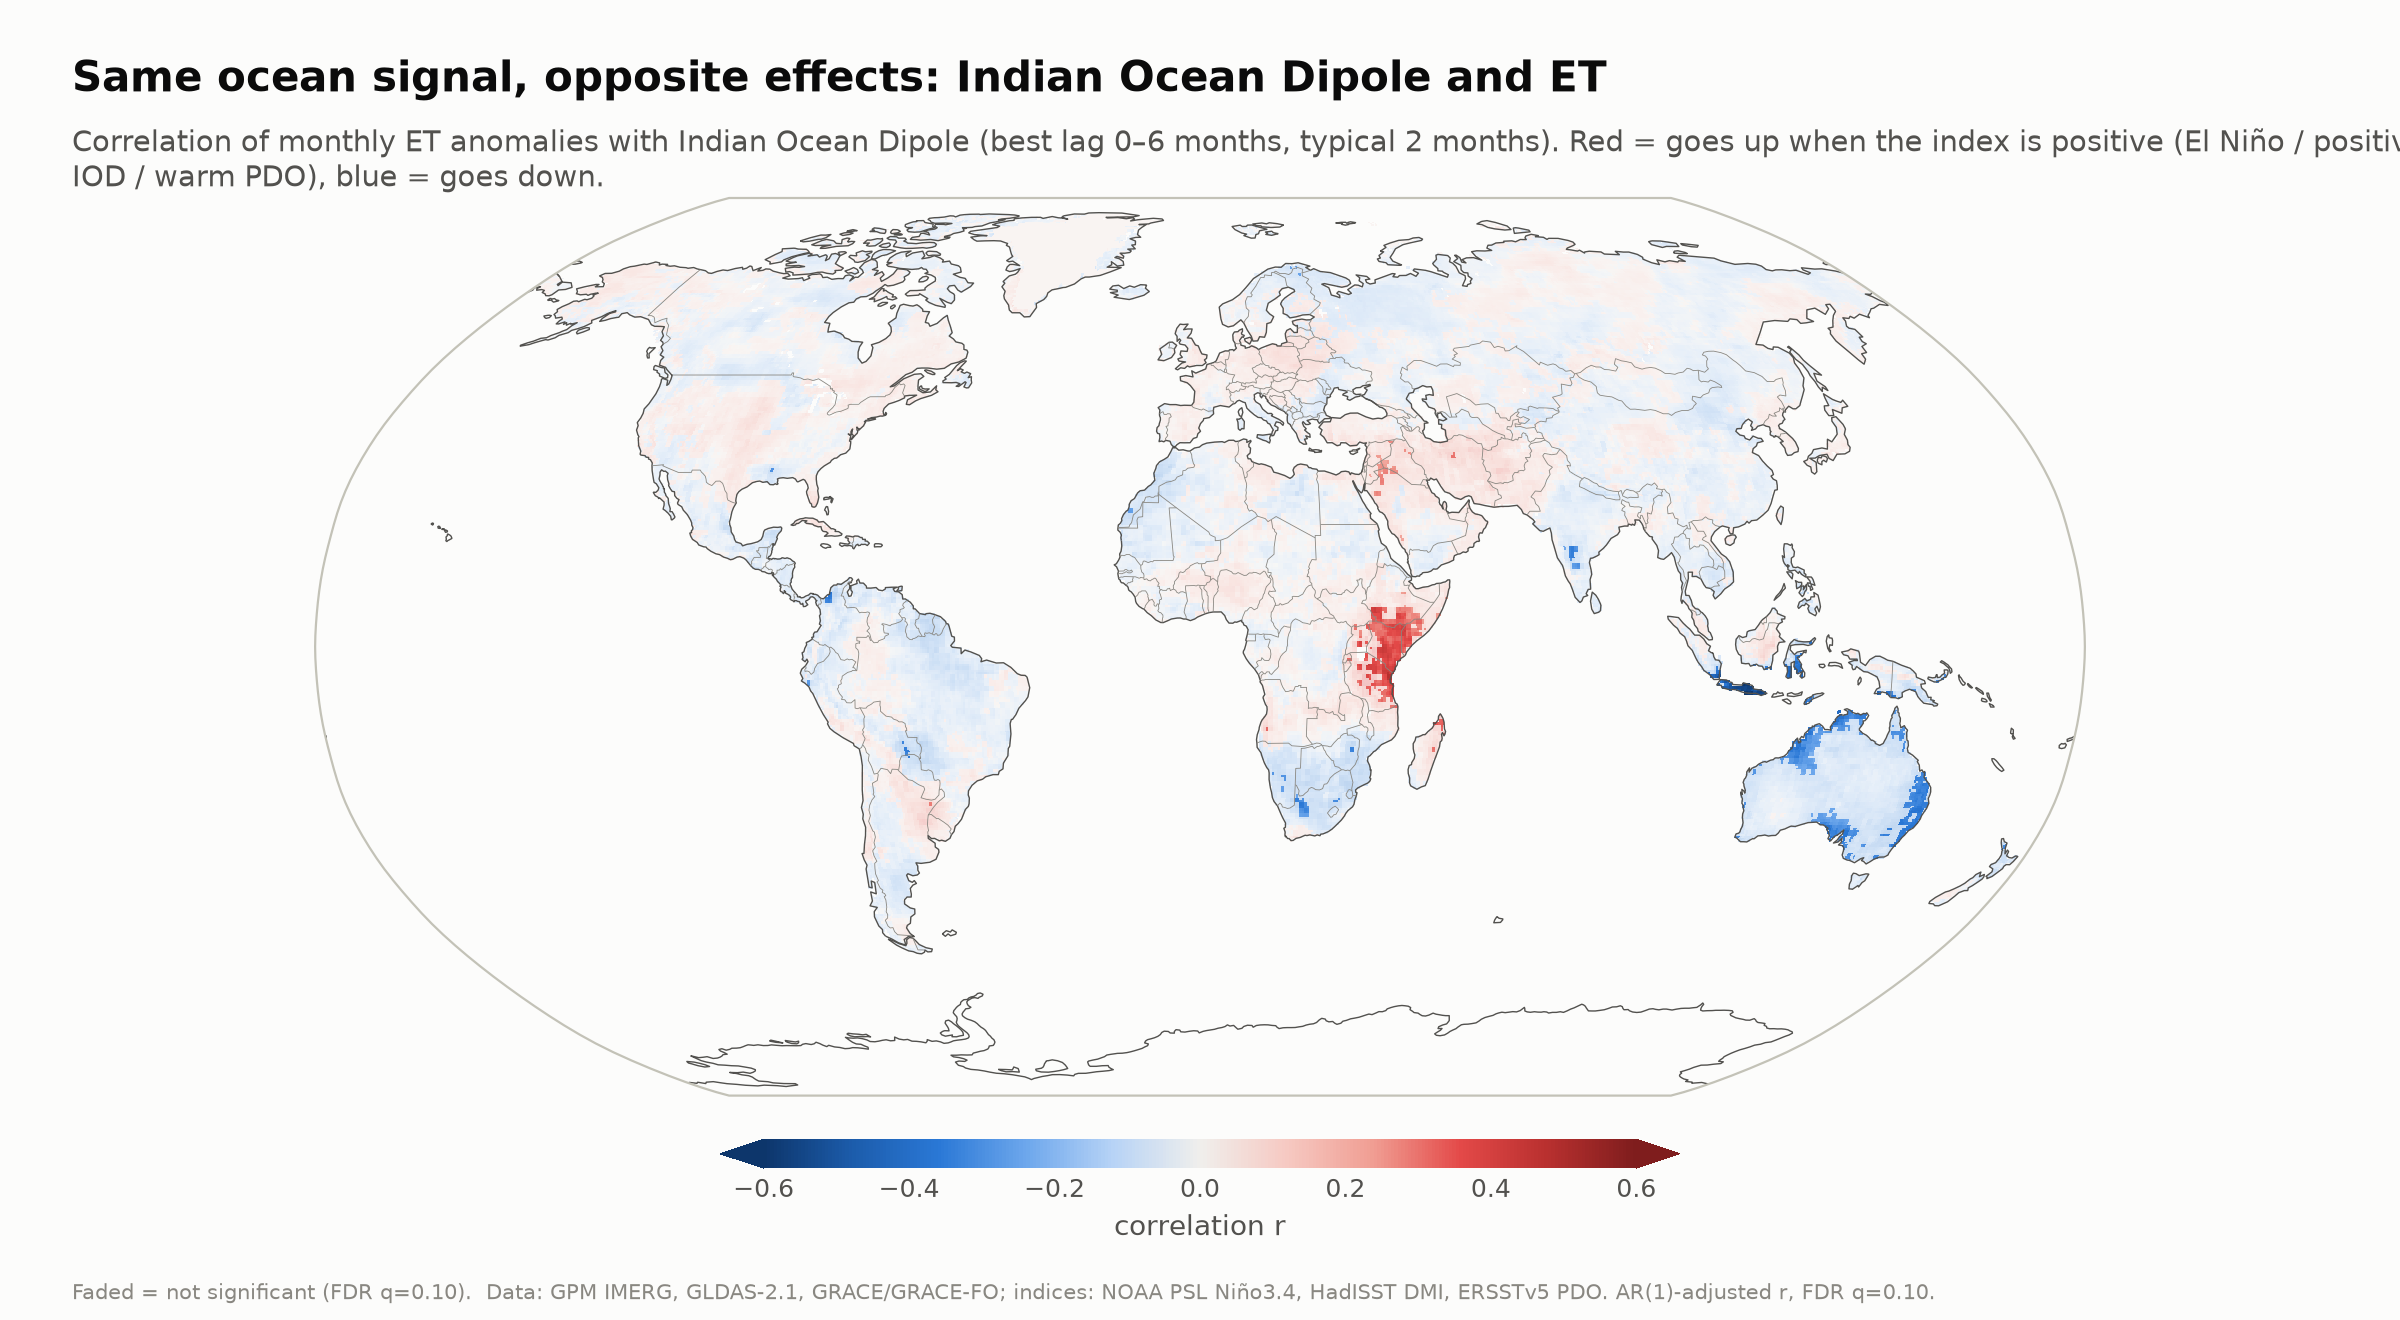 Same ocean signal, opposite effects: Indian Ocean Dipole and ET
Correlation of monthly ET anomalies with Indian Ocean Dipole (best lag 0–6 months, typical 2 months). Red = goes up when the index is positive (El Niño / positiv
IOD / warm PDO), blue = goes down.
−0.6 −0.4 −0.2 0.0 0.2 0.4 0.6
correlation r
Faded = not significant (FDR q=0.10).  Data: GPM IMERG, GLDAS-2.1, GRACE/GRACE-FO; indices: NOAA PSL Niño3.4, HadISST DMI, ERSSTv5 PDO. AR(1)-adjusted r, FDR q=0.10.